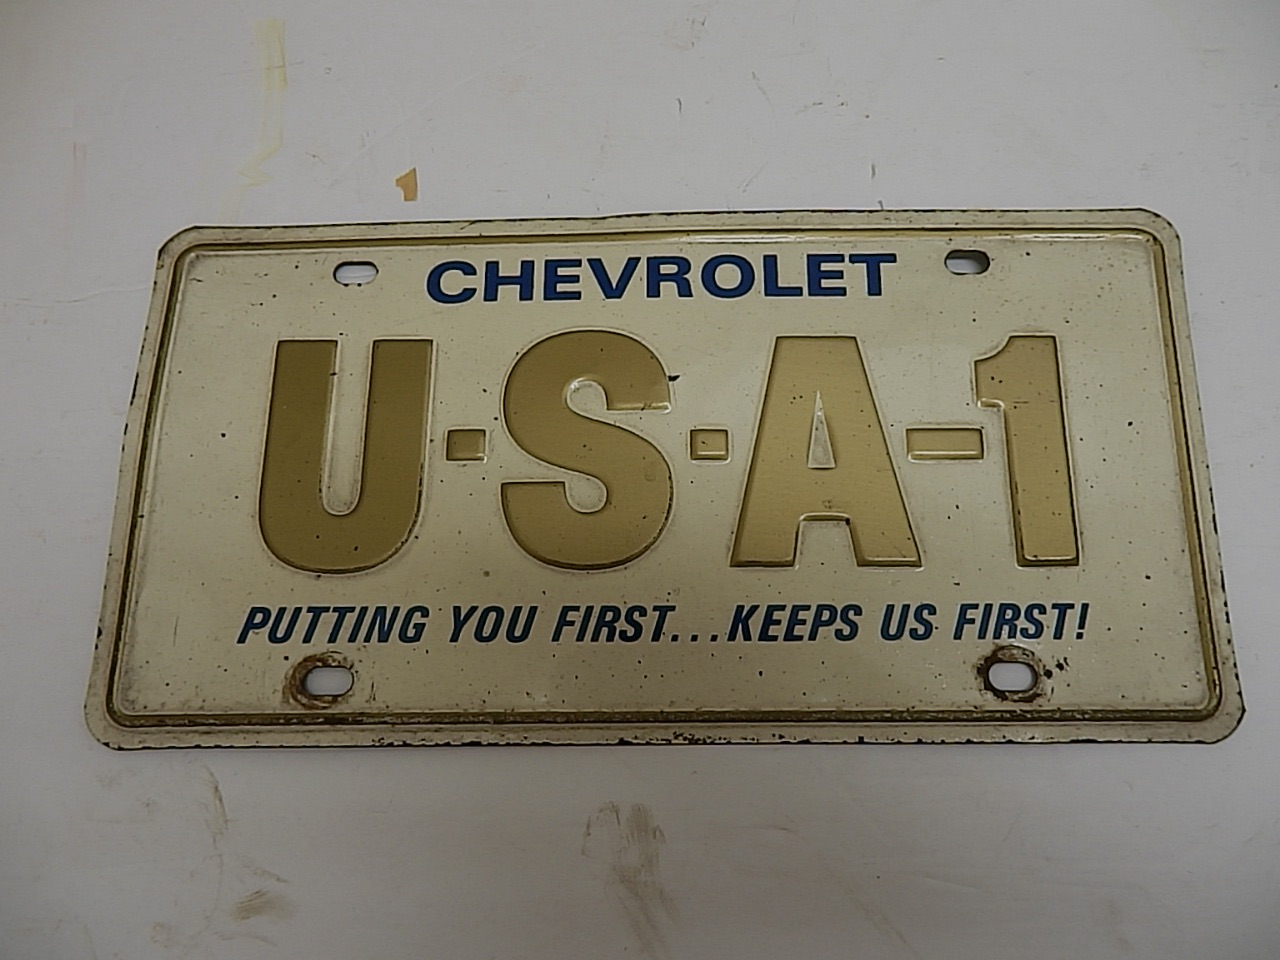 CHEVROLET
U-S-A-1
PUTTING YOU FIRST...KEEPS US FIRST!